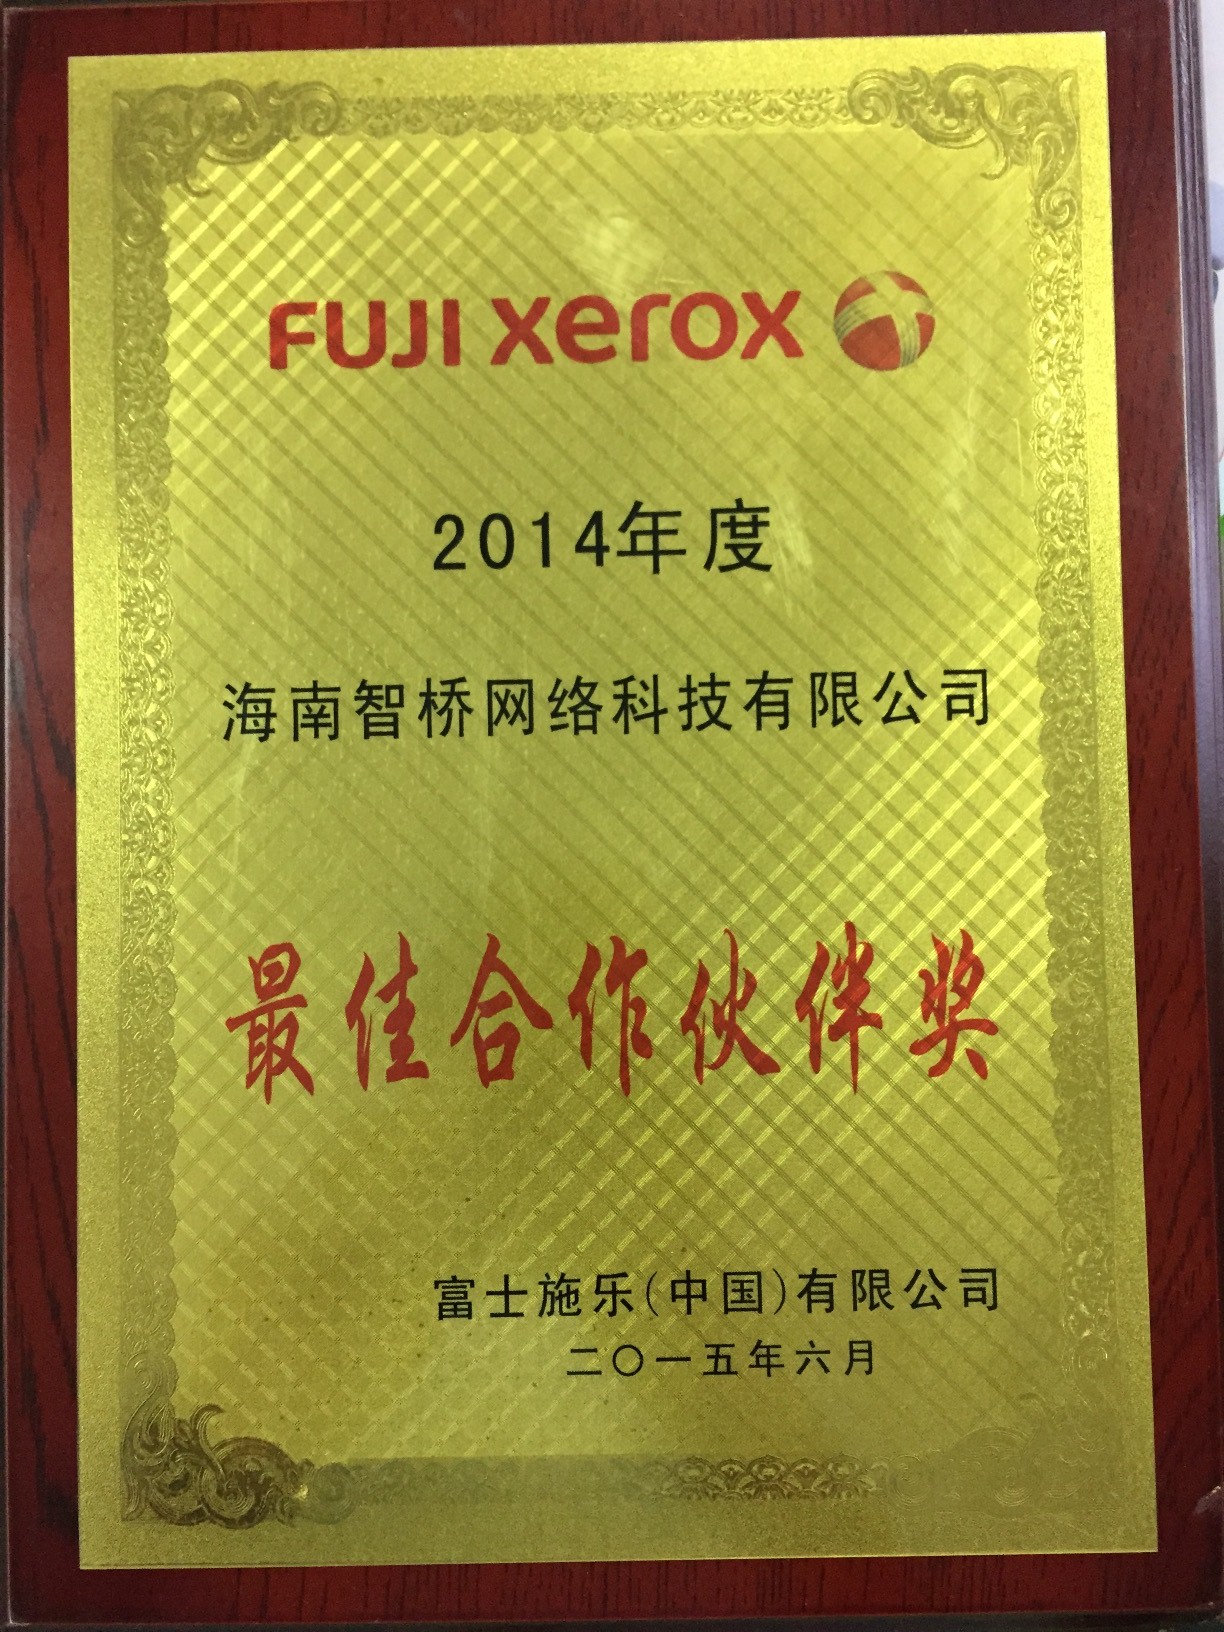 FUJI xerox
2014年度
海南智桥网络科技有限公司
最佳合作伙伴奖
富士施乐(中国)有限公司
二〇一五年六月